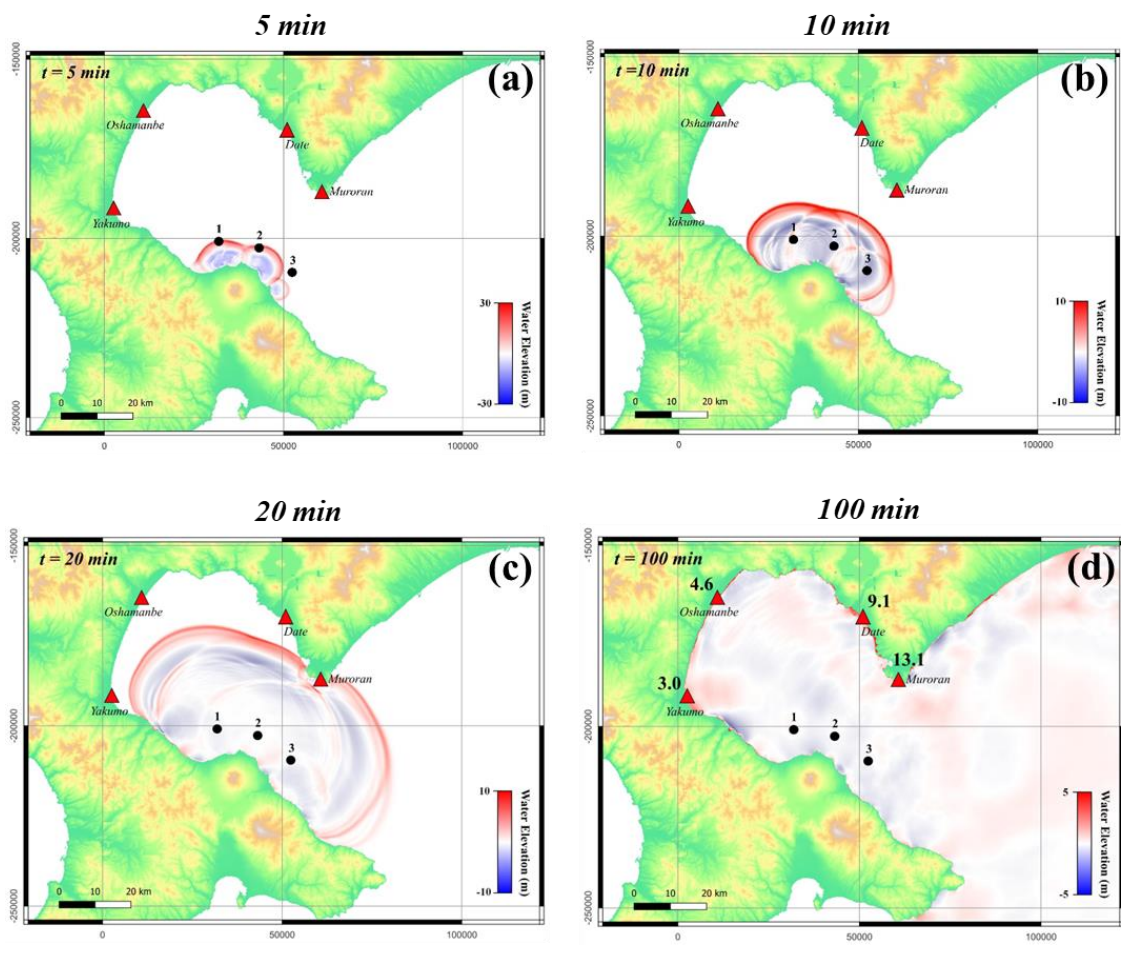 5 min
t = 5 min
(a)
-150000
-200000
-250000
Oshamanbe
Date
Muroran
Yakumo
1
2
3
30
-30
Water Elevation (m)
0 10 20 km
0 50000 100000
10 min
t =10 min
(b)
-150000
-200000
-250000
Oshamanbe
Date
Muroran
Yakumo
1
2
3
10
-10
Water Elevation (m)
0 10 20 km
0 50000 100000
20 min
t = 20 min
(c)
-150000
-200000
-250000
Oshamanbe
Date
Muroran
Yakumo
1
2
3
10
-10
Water Elevation (m)
0 10 20 km
0 50000 100000
100 min
t = 100 min
(d)
-150000
-200000
-250000
4.6
Oshamanbe
9.1
Date
13.1
Muroran
3.0
Yakumo
1
2
3
5
-5
Water Elevation (m)
0 10 20 km
0 50000 100000